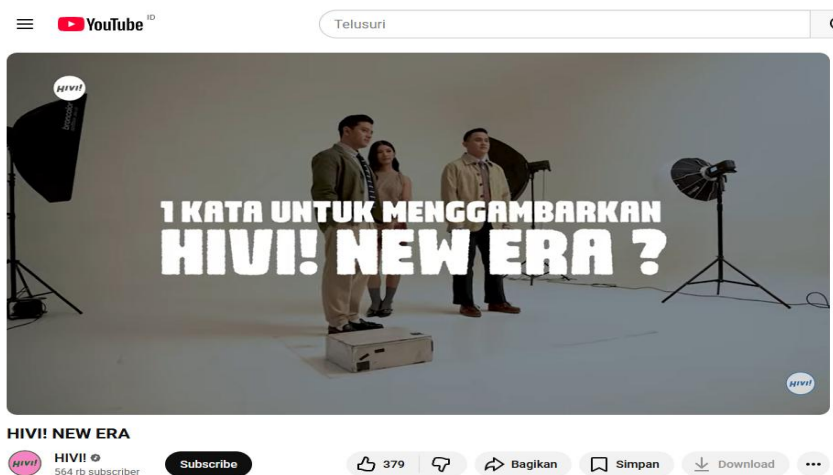 YouTube ID
Telusuri
HIVI!
1 KATA UNTUK MENGGAMBARKAN
HIVI! NEW ERA ?
HIVI!
HIVI! NEW ERA
HIVI!
HIVI!
564 rb subscriber
Subscribe
379
Bagikan
Simpan
Download